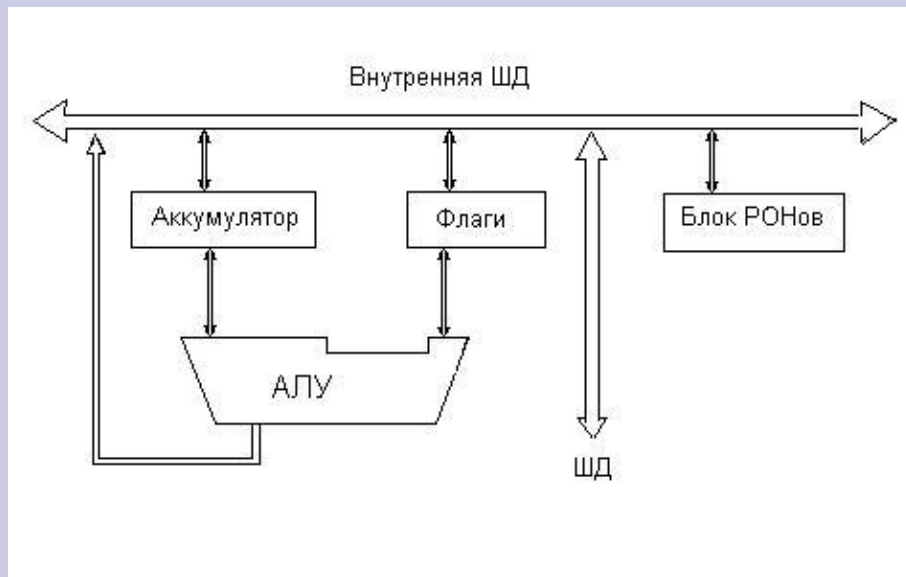 Внутренняя ШД
Аккумулятор
Флаги
Блок РОНов
АЛУ
ШД